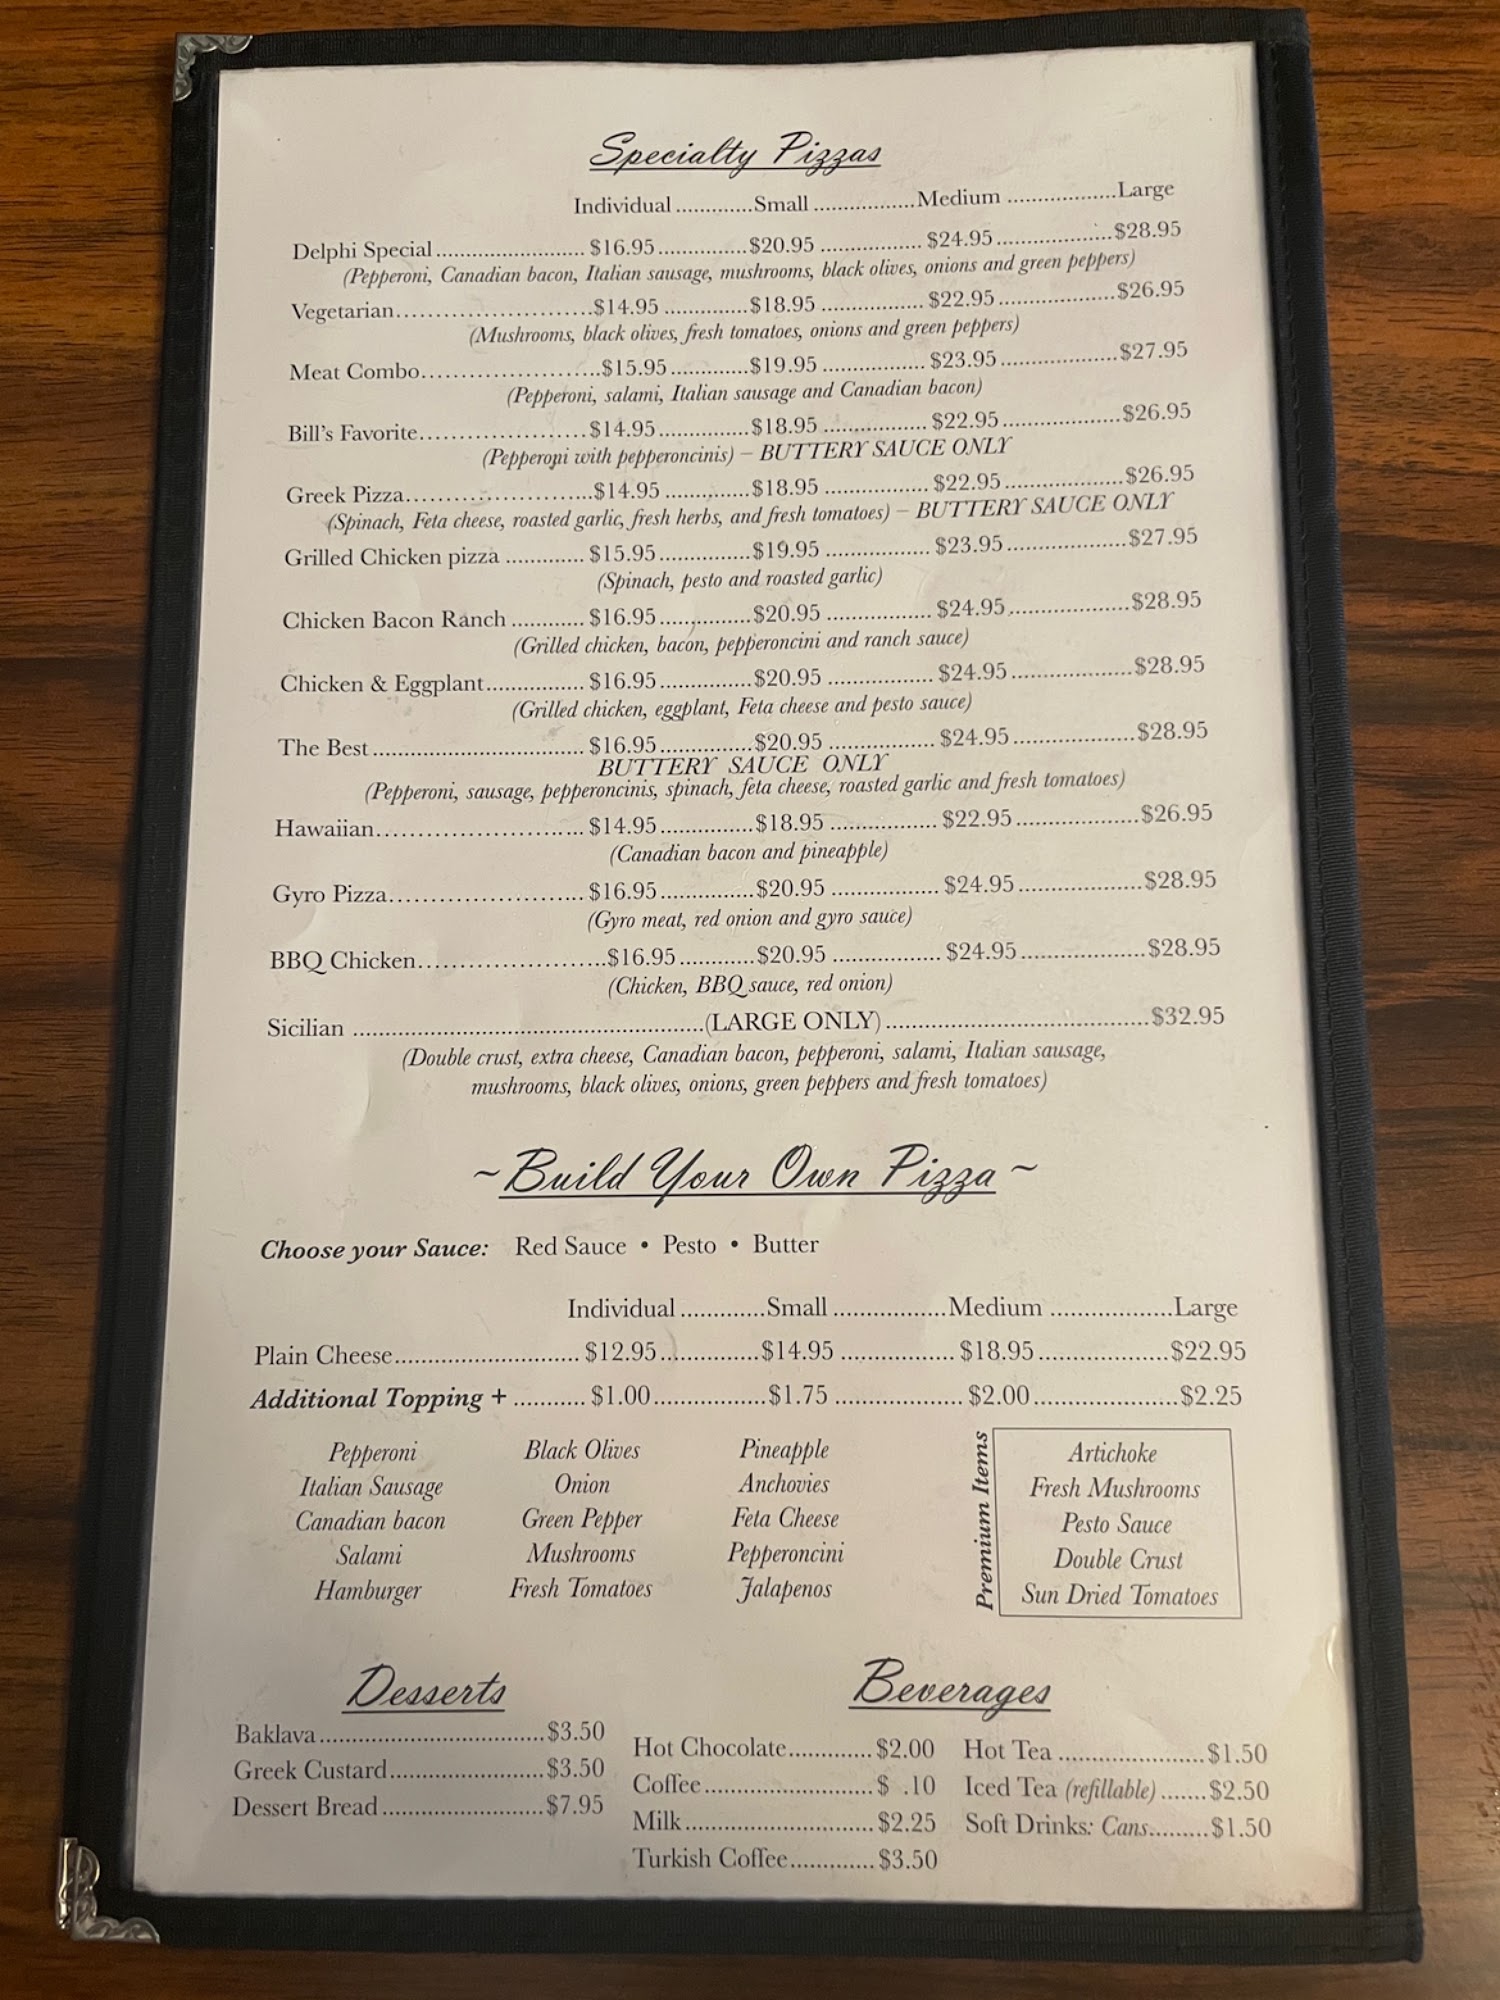 Specialty Pizzas
Individual ............Small ................Medium ..................Large
Delphi Special ........................ $16.95 ..............$20.95 ................ $24.95 ....................$28.95
(Pepperoni, Canadian bacon, Italian sausage, mushrooms, black olives, onions and green peppers)
Vegetarian........................$14.95 ..............$18.95 ................ $22.95 ....................$26.95
(Mushrooms, black olives, fresh tomatoes, onions and green peppers)
Meat Combo......................$15.95.............$19.95 ................ $23.95....................$27.95
(Pepperoni, salami, Italian sausage and Canadian bacon)
Bill's Favorite.....................$14.95...............$18.95 ................. $22.95....................$26.95
(Pepperoni with pepperoncinis) – BUTTERY SAUCE ONLY
Greek Pizza.......................$14.95 ..............$18.95 ................. $22.95....................$26.95
(Spinach, Feta cheese, roasted garlic, fresh herbs, and fresh tomatoes) – BUTTERY SAUCE ONLY
Grilled Chicken pizza ............. $15.95...............$19.95 ................. $23.95....................$27.95
(Spinach, pesto and roasted garlic)
Chicken Bacon Ranch ............ $16.95...............$20.95 ................. $24.95....................$28.95
(Grilled chicken, bacon, pepperoncini and ranch sauce)
Chicken & Eggplant................ $16.95...............$20.95 ................. $24.95....................$28.95
(Grilled chicken, eggplant, Feta cheese and pesto sauce)
The Best .................................. $16.95...............$20.95 ................. $24.95....................$28.95
BUTTERY SAUCE ONLY
(Pepperoni, sausage, pepperoncinis, spinach, feta cheese, roasted garlic and fresh tomatoes)
Hawaiian.......................... $14.95...............$18.95 ................. $22.95....................$26.95
(Canadian bacon and pineapple)
Gyro Pizza........................ $16.95...............$20.95 ................. $24.95....................$28.95
(Gyro meat, red onion and gyro sauce)
BBQ Chicken.......................$16.95............$20.95 ................. $24.95....................$28.95
(Chicken, BBQ sauce, red onion)
Sicilian ........................................................(LARGE ONLY)..........................................$32.95
(Double crust, extra cheese, Canadian bacon, pepperoni, salami, Italian sausage,
mushrooms, black olives, onions, green peppers and fresh tomatoes)
~ Build Your Own Pizza ~
Choose your Sauce: Red Sauce • Pesto • Butter
Individual .............Small ..................Medium ...................Large
Plain Cheese............................. $12.95................$14.95 .................. $18.95....................$22.95
Additional Topping + ........... $1.00..................$1.75 .................... $2.00.......................$2.25
Pepperoni Black Olives Pineapple Artichoke
Italian Sausage Onion Anchovies Fresh Mushrooms
Canadian bacon Green Pepper Feta Cheese Pesto Sauce
Salami Mushrooms Pepperoncini Double Crust
Hamburger Fresh Tomatoes Jalapenos Sun Dried Tomatoes
Premium Items
Desserts
Baklava....................................$3.50
Greek Custard.........................$3.50
Dessert Bread ..........................$7.95
Beverages
Hot Chocolate............. $2.00 Hot Tea .......................$1.50
Coffee...........................$ .10 Iced Tea (refillable) .......$2.50
Milk.............................. $2.25 Soft Drinks: Cans.........$1.50
Turkish Coffee............. $3.50